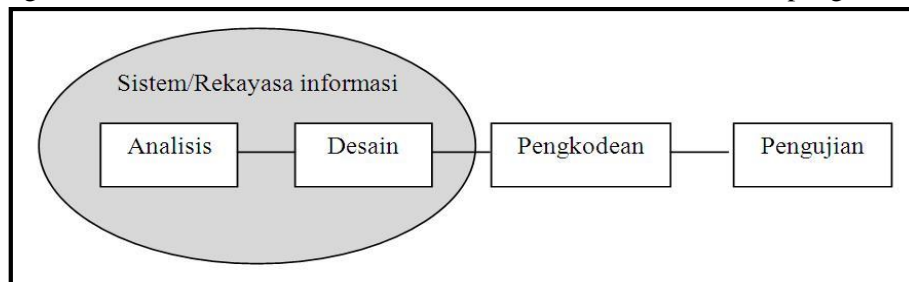 Sistem/Rekayasa informasi
Analisis
Desain
Pengkodean
Pengujian